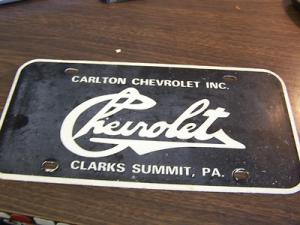 CARLTON CHEVROLET INC.
Chevrolet
CLARKS SUMMIT, PA.